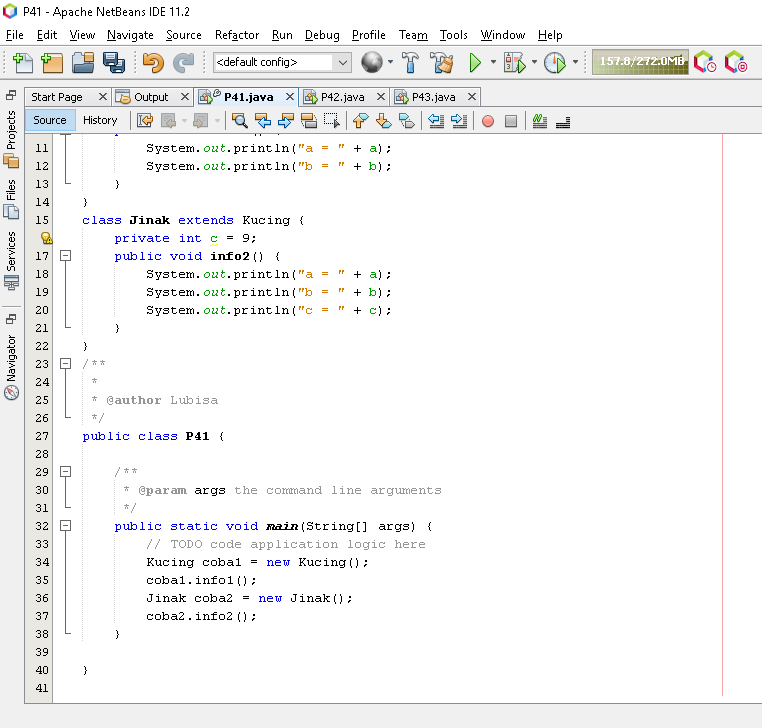 P41 - Apache NetBeans IDE 11.2
File Edit View Navigate Source Refactor Run Debug Profile Team Tools Window Help
<default config> 157.8/272.0MB
Start Page Output P41.java P42.java P43.java
Source History
Projects
Files
Services
Navigator
11 System.out.println("a = " + a);
12 System.out.println("b = " + b);
13 }
14 }
15 class Jinak extends Kucing {
private int c = 9;
17 public void info2() {
18 System.out.println("a = " + a);
19 System.out.println("b = " + b);
20 System.out.println("c = " + c);
21 }
22 }
23 /**
24 *
25 * @author Lubisa
26 */
27 public class P41 {
28
29 /**
30 * @param args the command line arguments
31 */
32 public static void main(String[] args) {
33 // TODO code application logic here
34 Kucing coba1 = new Kucing();
35 coba1.info1();
36 Jinak coba2 = new Jinak();
37 coba2.info2();
38 }
39
40 }
41